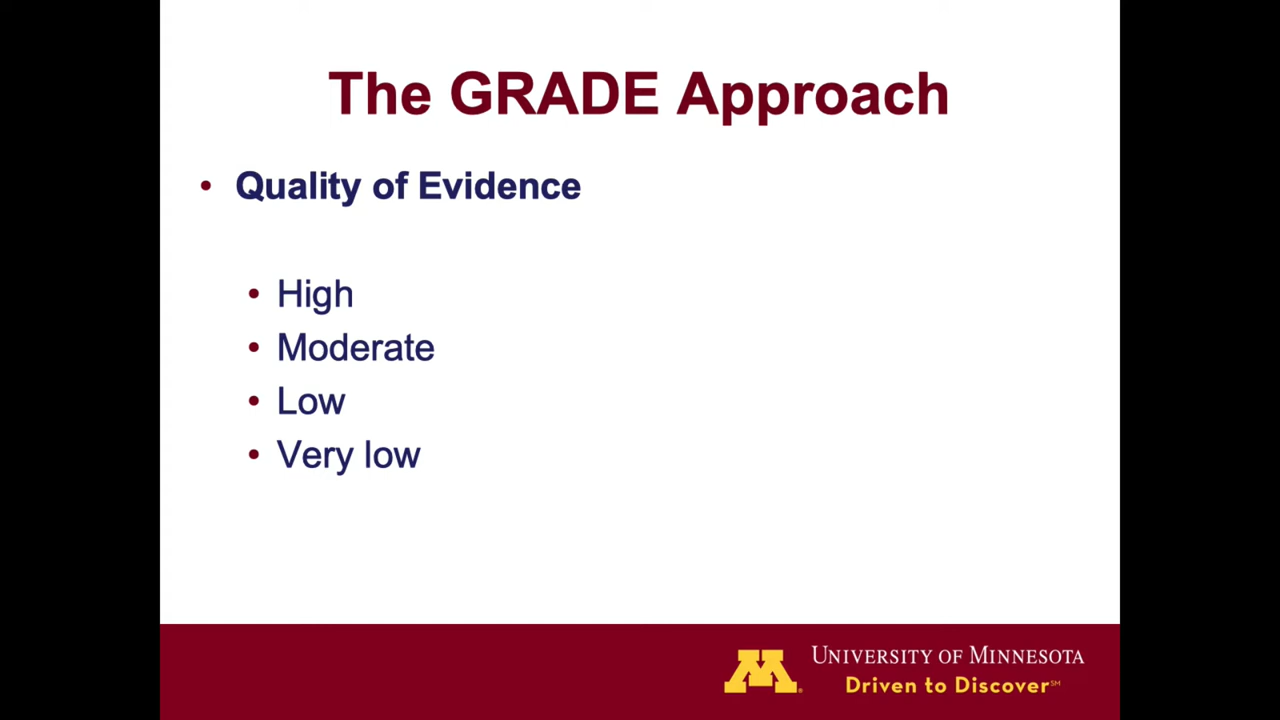 The GRADE Approach
• Quality of Evidence
• High
• Moderate
• Low
• Very low
M®
UNIVERSITY OF MINNESOTA
Driven to Discover℠